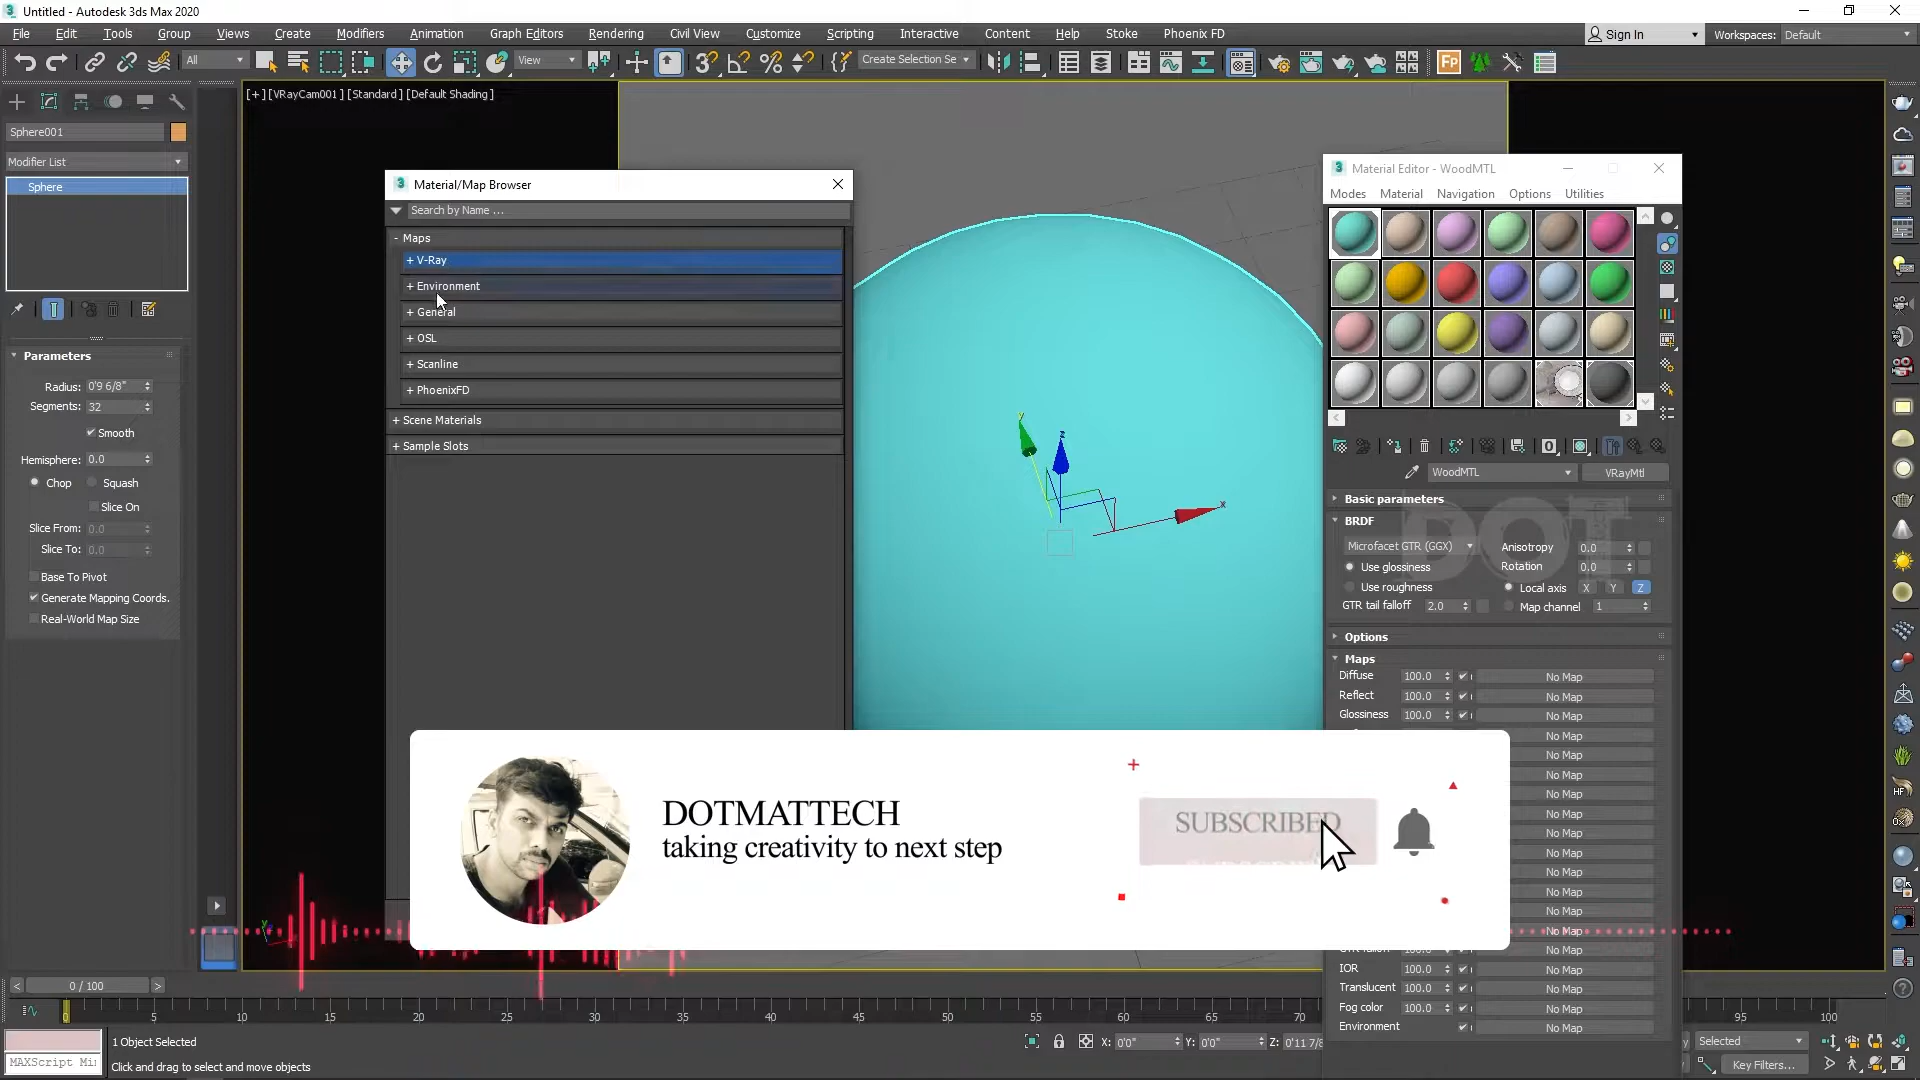 Untitled - Autodesk 3ds Max 2020
File Edit Tools Group Views Create Modifiers Animation Graph Editors Rendering Civil View Customize Scripting Interactive Content Help Stoke Phoenix FD
Sign In Workspaces: Default
All View Create Selection Se
[+] [VRayCam001] [Standard] [Default Shading]
Sphere001
Modifier List
Sphere
Parameters
Radius: 0'9 6/8"
Segments: 32
Smooth
Hemisphere: 0.0
Chop Squash
Slice On
Slice From: 0.0
Slice To: 0.0
Base To Pivot
Generate Mapping Coords.
Real-World Map Size
Material/Map Browser
Search by Name ...
- Maps
+ V-Ray
+ Environment
+ General
+ OSL
+ Scanline
+ PhoenixFD
+ Scene Materials
+ Sample Slots
Material Editor - WoodMTL
Modes Material Navigation Options Utilities
WoodMTL VRayMtl
Basic parameters
DOT
BRDF
Microfacet GTR (GGX) Anisotropy 0.0
Use glossiness Rotation 0.0
Use roughness Local axis X Y Z
GTR tail falloff 2.0 Map channel 1
Options
Maps
Diffuse 100.0 No Map
Reflect 100.0 No Map
Glossiness 100.0 No Map
No Map
No Map
No Map
No Map
No Map
No Map
No Map
No Map
No Map
No Map
No Map
No Map
IOR 100.0 No Map
Translucent 100.0 No Map
Fog color 100.0 No Map
Environment No Map
DOTMATTECH
taking creativity to next step
SUBSCRIBED
0 / 100
0 5 10 15 20 25 30 35 40 45 50 55 60 65 70 95 100
1 Object Selected
X: 0'0" Y: 0'0" Z: 0'11 7/8
Selected
MAXScript Mi
Click and drag to select and move objects
Key Filters...